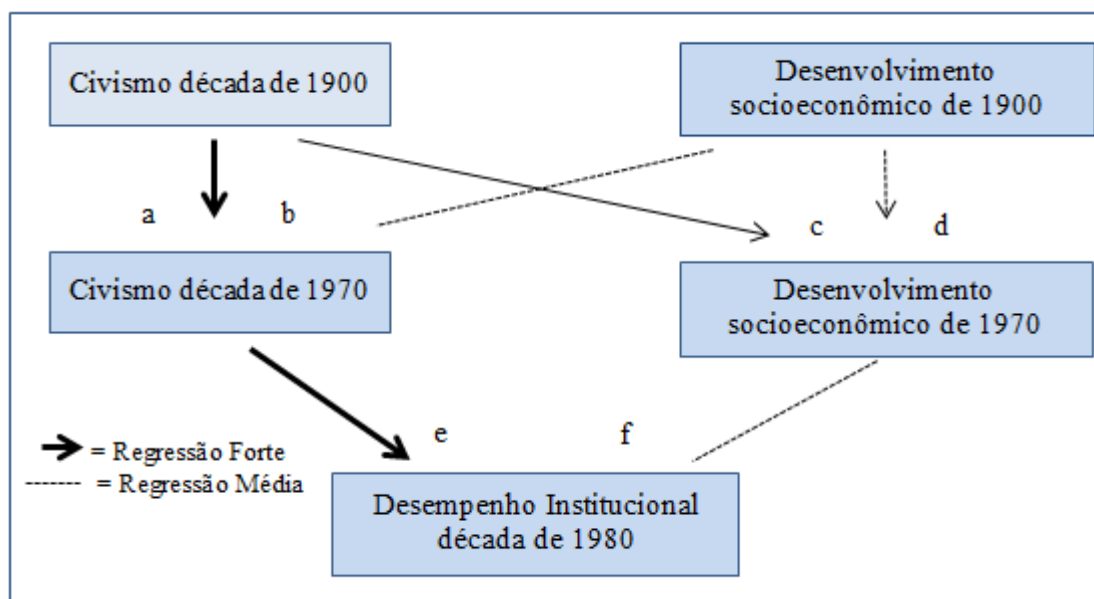 Civismo década de 1900
Desenvolvimento
socioeconômico de 1900
a
b
c
d
Civismo década de 1970
Desenvolvimento
socioeconômico de 1970
e
f
= Regressão Forte
= Regressão Média
Desempenho Institucional
década de 1980